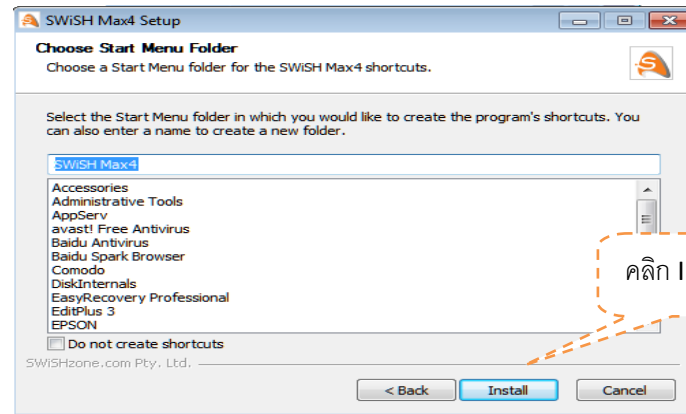 SWiSH Max4 Setup
Choose Start Menu Folder
Choose a Start Menu folder for the SWiSH Max4 shortcuts.
Select the Start Menu folder in which you would like to create the program's shortcuts. You
can also enter a name to create a new folder.
SWiSH Max4
Accessories
Administrative Tools
AppServ
avast! Free Antivirus
Baidu Antivirus
Baidu Spark Browser
Comodo
DiskInternals
EasyRecovery Professional
EditPlus 3
EPSON
คลิก I
Do not create shortcuts
SWiSHzone.com Pty. Ltd.
< Back Install Cancel